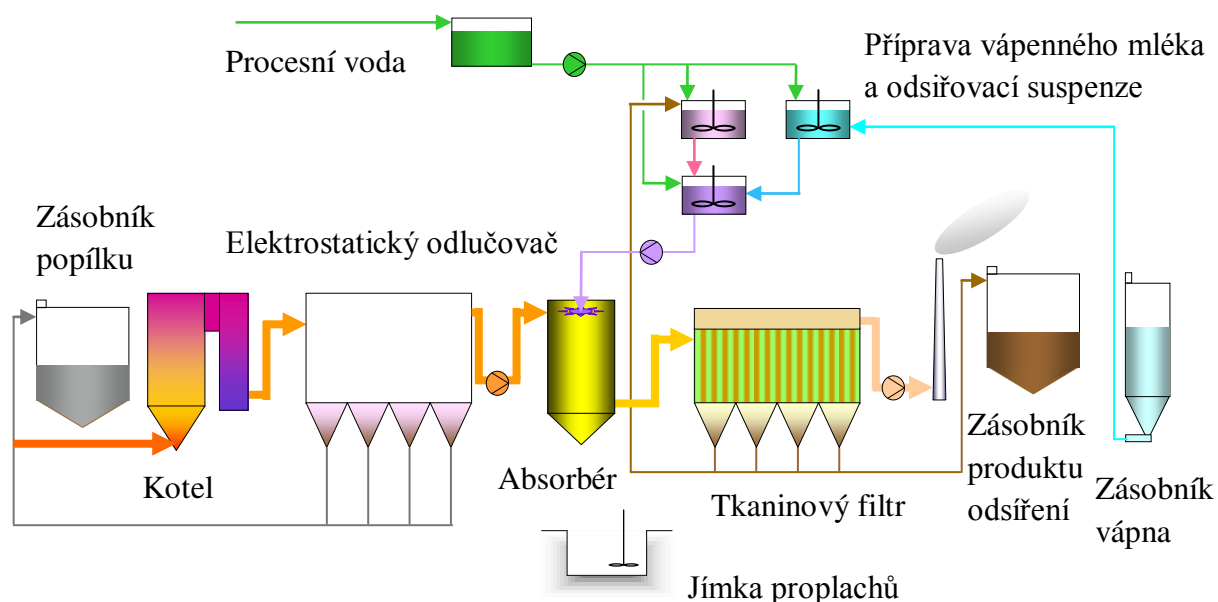 Procesní voda
Příprava vápenného mléka
a odsiřovací suspenze
Zásobník
popílku
Elektrostatický odlučovač
Kotel
Absorbér
Tkaninový filtr
Zásobník
produktu
odsíření
Zásobník
vápna
Jímka proplachů